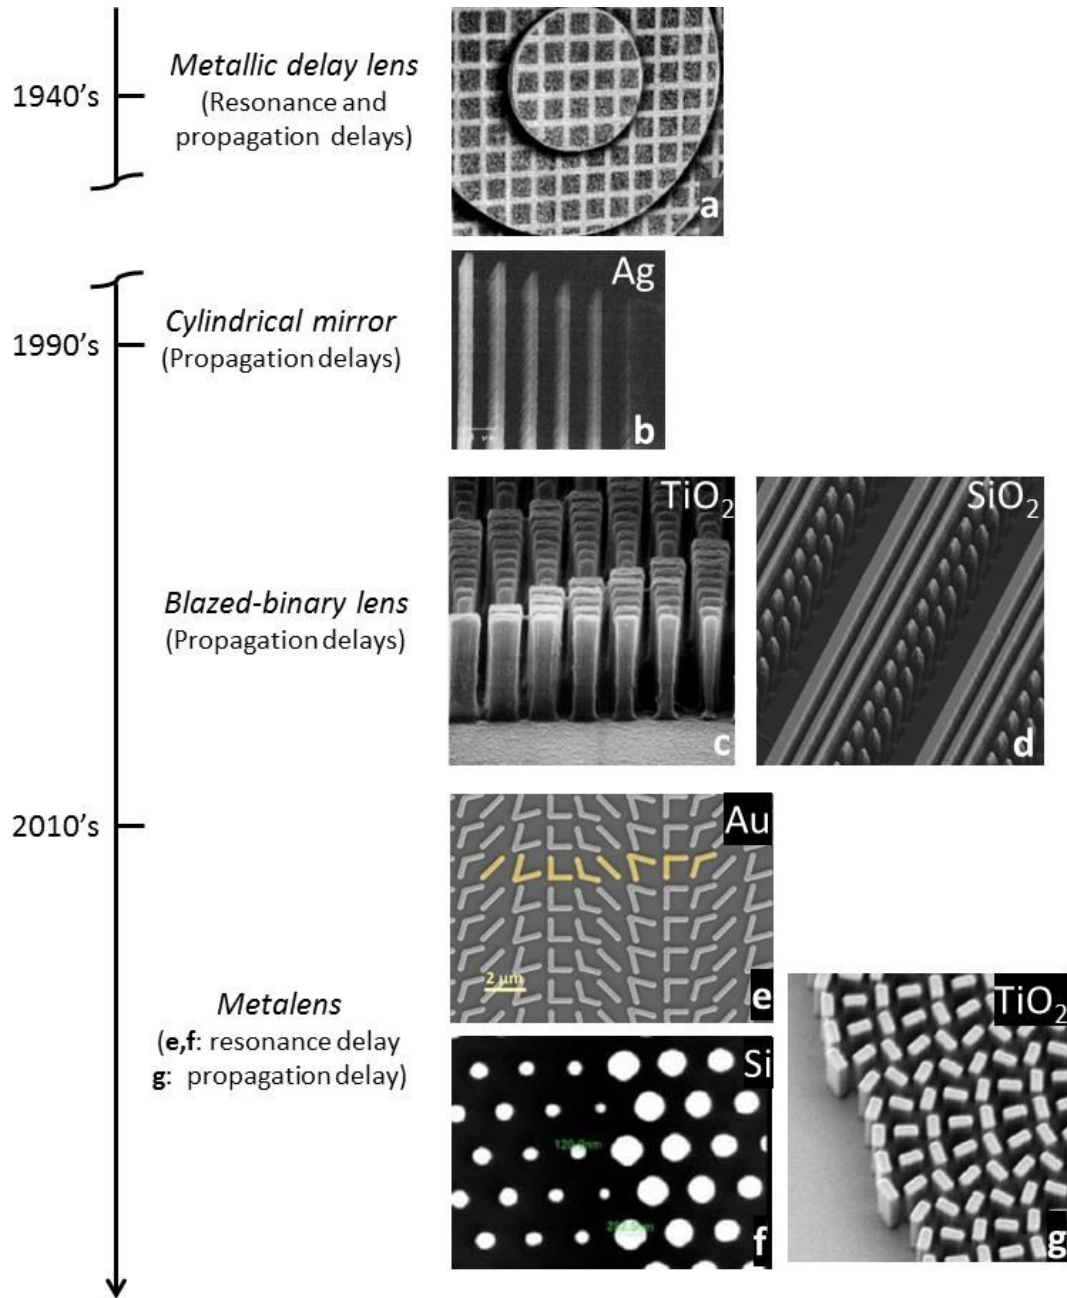 1940's
Metallic delay lens
(Resonance and
propagation delays)
a
1990's
Cylindrical mirror
(Propagation delays)
Ag
b
Blazed-binary lens
(Propagation delays)
TiO2
c
SiO2
d
2010's
Metalens
(e,f: resonance delay
g: propagation delay)
Au
2 µm
e
Si
f
TiO2
g